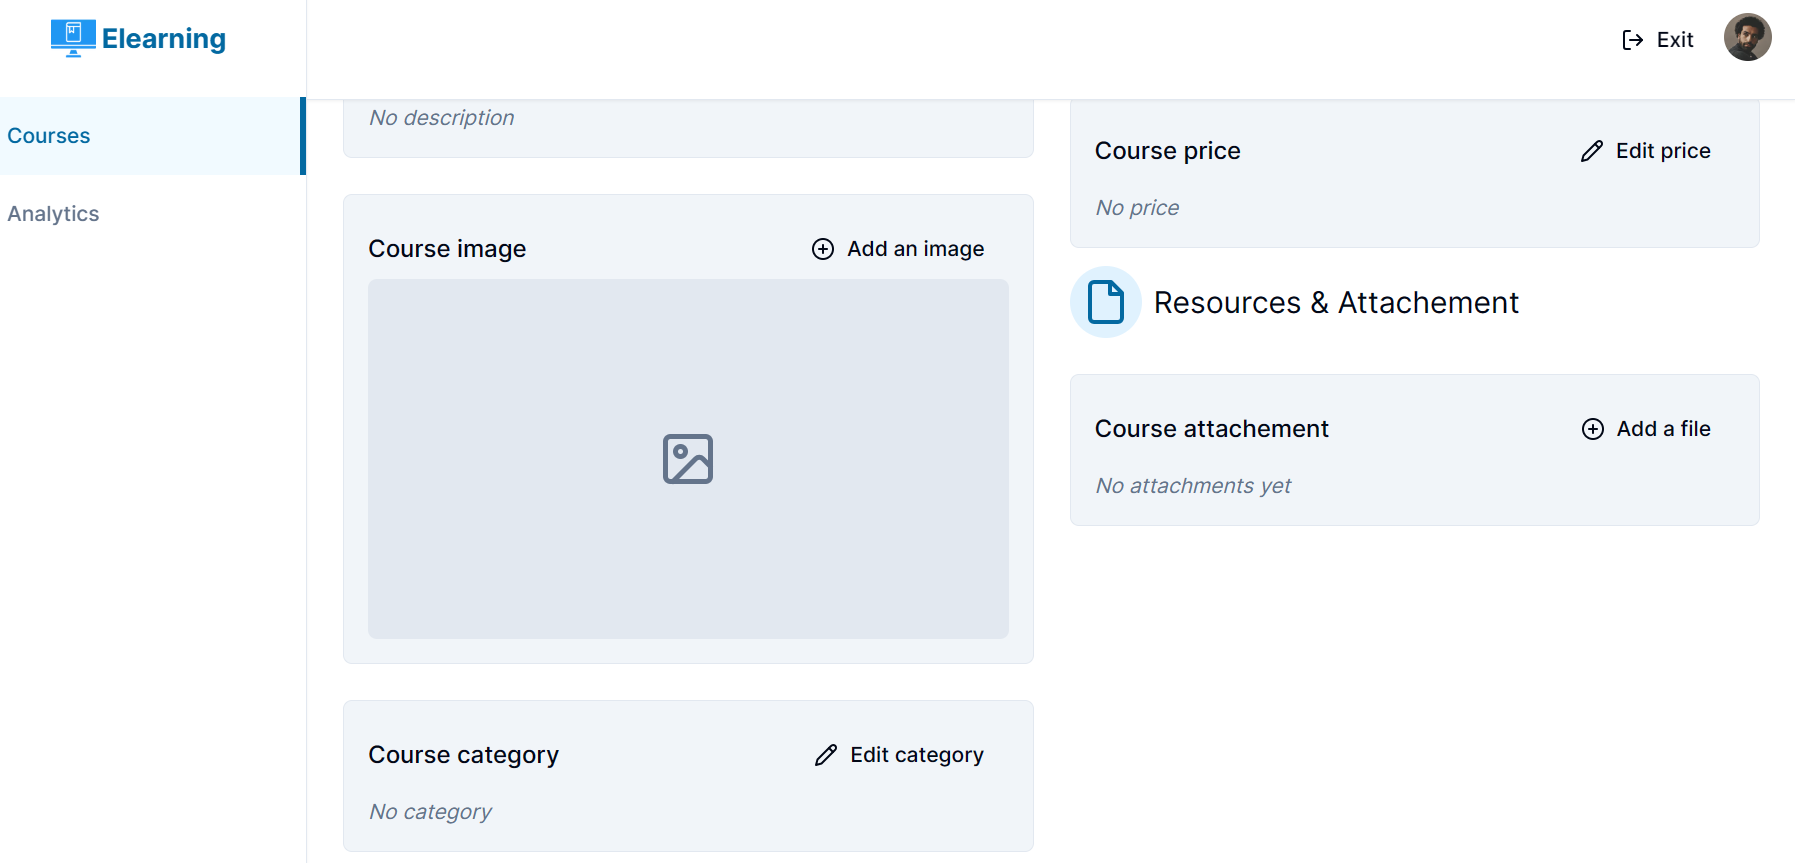 Elearning
Exit
Courses
Analytics
No description
Course image
Add an image
Course category
Edit category
No category
Course price
Edit price
No price
Resources & Attachement
Course attachement
Add a file
No attachments yet